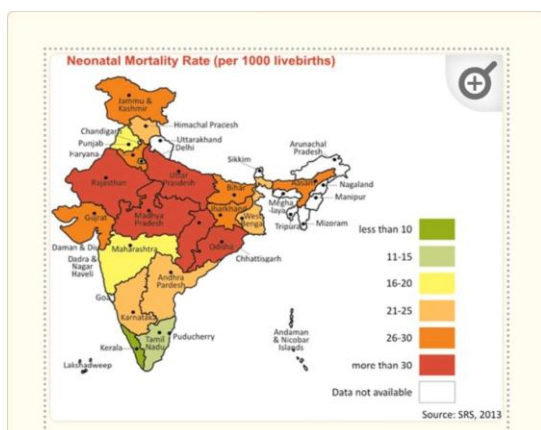 Neonatal Mortality Rate (per 1000 livebirths)
Jammu &
Kashmir
Himachal Pradesh
Chandigarh
Punjab
Uttarakhand
Delhi
Haryana
Arunachal
Pradesh
Sikkim
Rajasthan
Uttar
Pradesh
Bihar
Assam
Nagaland
Megha
-laya
Manipur
Gujrat
Madhya
Pradesh
Jharkhand
West
Bengal
Tripura
Mizoram
Daman & Diu
Dadra &
Nagar
Haveli
Maharashtra
Odisha
Chhattisgarh
Goa
Andhra
Pardesh
Karnataka
Kerala
Tamil
Nadu
Puducherry
Lakshadweep
Andaman
& Nicobar
Islands
less than 10
11-15
16-20
21-25
26-30
more than 30
Data not available
Source: SRS, 2013